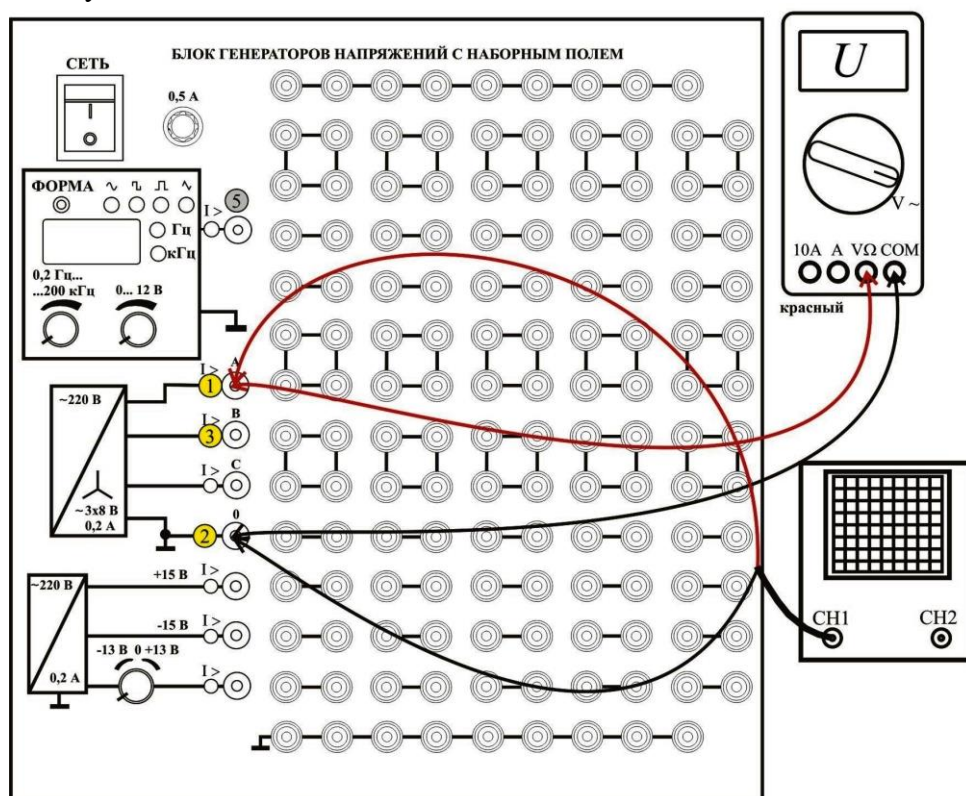 БЛОК ГЕНЕРАТОРОВ НАПРЯЖЕНИЙ С НАБОРНЫМ ПОЛЕМ
СЕТЬ
0,5 А
ФОРМА
I >
5
Гц
кГц
0,2 Гц...
...200 кГц
0... 12 В
~220 В
I >
A
1
I >
B
3
I >
C
~3x8 В
0,2 А
2
0
~220 В
+15 В
I >
-15 В
I >
-13 В 0 +13 В
I >
0,2 А
U
V ~
10A A VΩ COM
красный
CH1
CH2